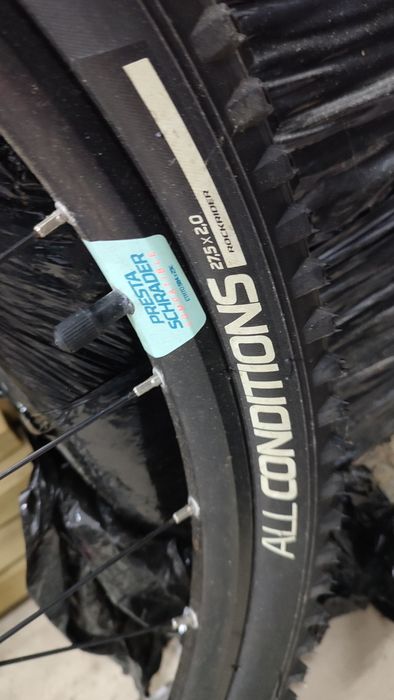 ALL CONDITIONS
27,5 x 2,0
ROCKRIDER
PRESTA
SCHRADER